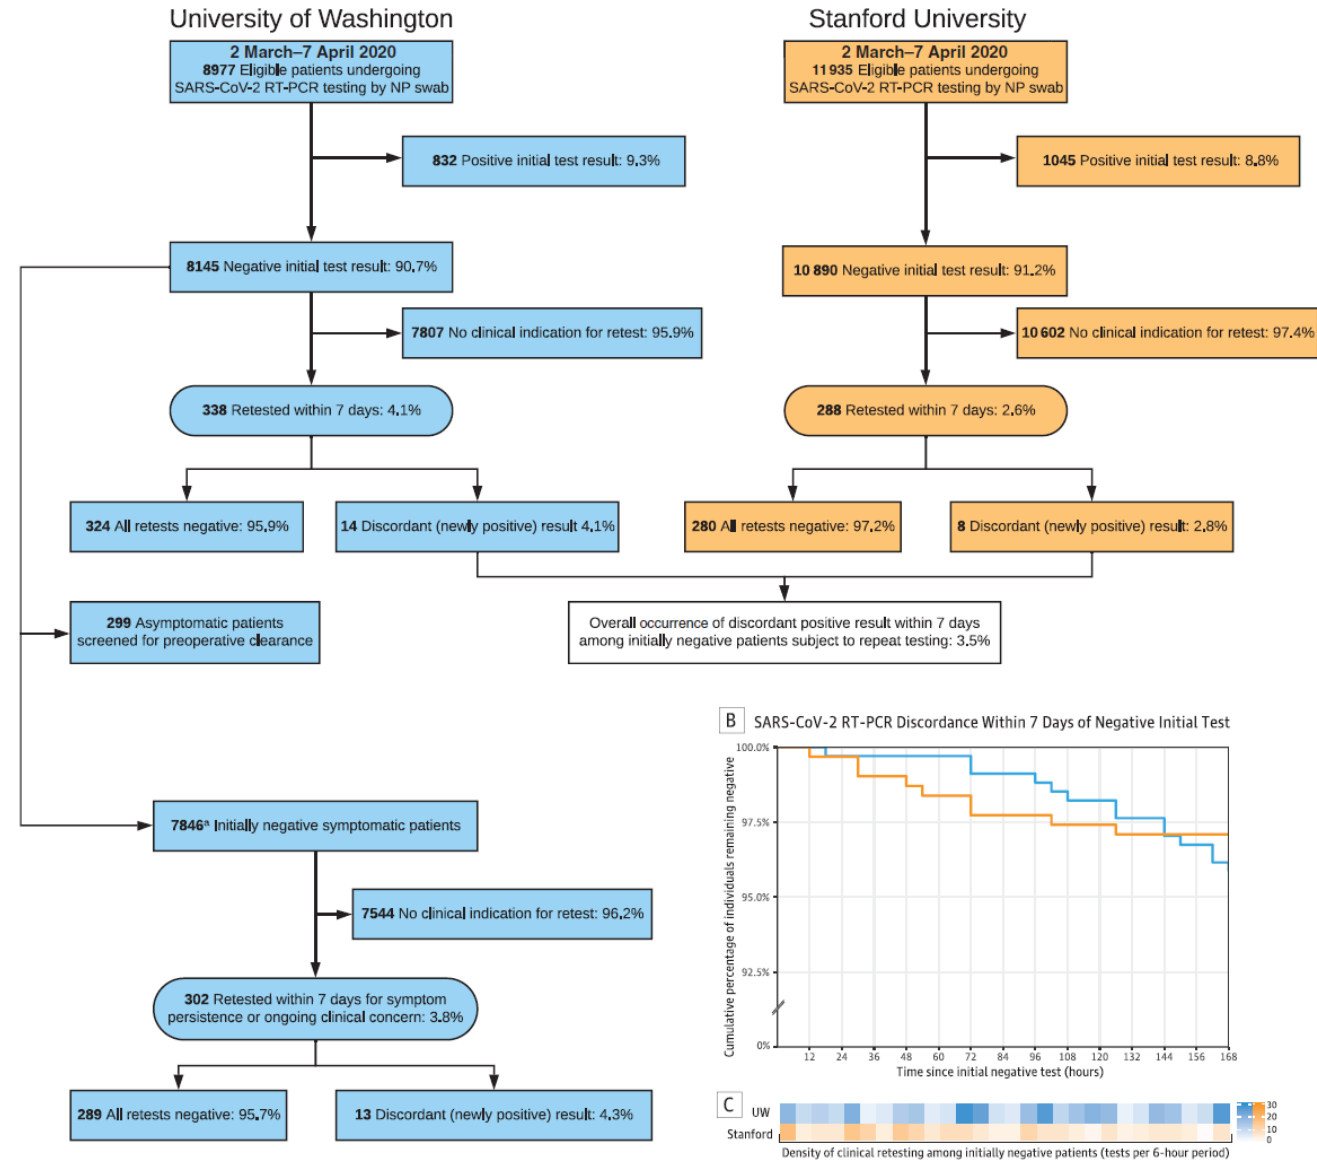 University of Washington
2 March–7 April 2020
8977 Eligible patients undergoing
SARS-CoV-2 RT-PCR testing by NP swab
832 Positive initial test result: 9.3%
8145 Negative initial test result: 90.7%
7807 No clinical indication for retest: 95.9%
338 Retested within 7 days: 4.1%
324 All retests negative: 95.9%
14 Discordant (newly positive) result 4.1%
299 Asymptomatic patients
screened for preoperative clearance
7846ª Initially negative symptomatic patients
7544 No clinical indication for retest: 96.2%
302 Retested within 7 days for symptom
persistence or ongoing clinical concern: 3.8%
289 All retests negative: 95.7%
13 Discordant (newly positive) result: 4.3%
Stanford University
2 March–7 April 2020
11 935 Eligible patients undergoing
SARS-CoV-2 RT-PCR testing by NP swab
1045 Positive initial test result: 8.8%
10 890 Negative initial test result: 91.2%
10 602 No clinical indication for retest: 97.4%
288 Retested within 7 days: 2.6%
280 All retests negative: 97.2%
8 Discordant (newly positive) result: 2.8%
Overall occurrence of discordant positive result within 7 days
among initially negative patients subject to repeat testing: 3.5%
B SARS-CoV-2 RT-PCR Discordance Within 7 Days of Negative Initial Test
Cumulative percentage of individuals remaining negative
100.0%
97.5%
95.0%
92.5%
0%
12 24 36 48 60 72 84 96 108 120 132 144 156 168
Time since initial negative test (hours)
C
UW
Stanford
30
20
10
0
Density of clinical retesting among initially negative patients (tests per 6-hour period)